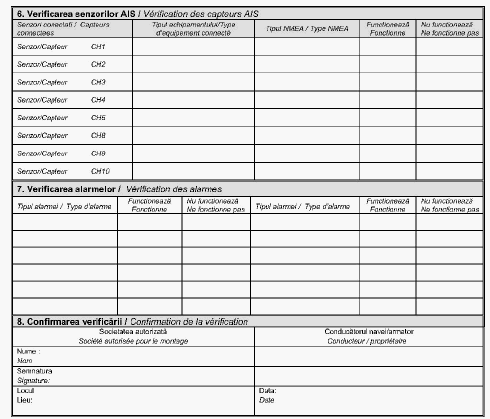 6. Verificarea senzorilor AIS / Vérification des capteurs AIS
Senzori conectati / Capteurs connectees
Tipul echipamentului/Type d'equipement connecté
Tipul NMEA / Type NMEA
Functionează Fonctionne
Nu functionează Ne fonctionne pas
Senzor/Capteur CH1
Senzor/Capteur CH2
Senzor/Capteur CH3
Senzor/Capteur CH4
Senzor/Capteur CH5
Senzor/Capteur CH8
Senzor/Capteur CH9
Senzor/Capteur CH10
7. Verificarea alarmelor / Vérification des alarmes
Tipul alarmei / Type d'alarme
Functionează Fonctionne
Nu functionează Ne fonctionne pas
Tipul alarmei / Type d'alarme
Functionează Fonctionne
Nu functionează Ne fonctionne pas
8. Confirmarea verificării / Confirmation de la vérification
Societatea autorizată
Société autorisée pour le montage
Conducătorul navei/armator
Conducteur / propriétaire
Nume :
Nom
Semnatura
Signature:
Locul
Lieu:
Data:
Date